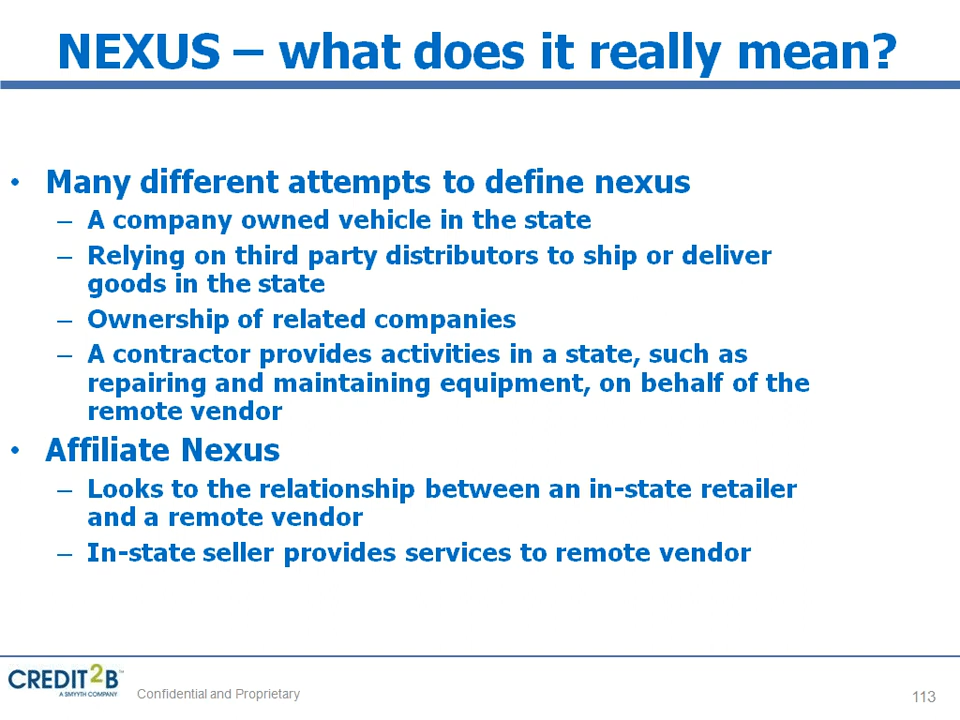 NEXUS – what does it really mean?
• Many different attempts to define nexus
– A company owned vehicle in the state
– Relying on third party distributors to ship or deliver
goods in the state
– Ownership of related companies
– A contractor provides activities in a state, such as
repairing and maintaining equipment, on behalf of the
remote vendor
• Affiliate Nexus
– Looks to the relationship between an in-state retailer
and a remote vendor
– In-state seller provides services to remote vendor
CREDIT2B™
A SMYYTH COMPANY
Confidential and Proprietary
113